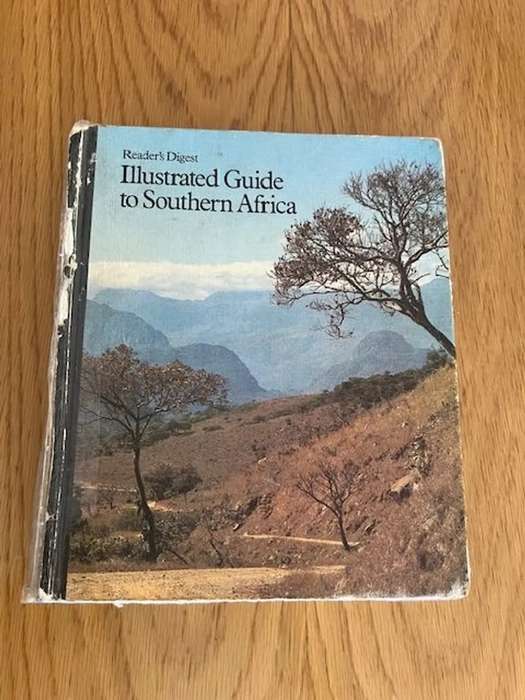 Reader's Digest
Illustrated Guide
to Southern Africa